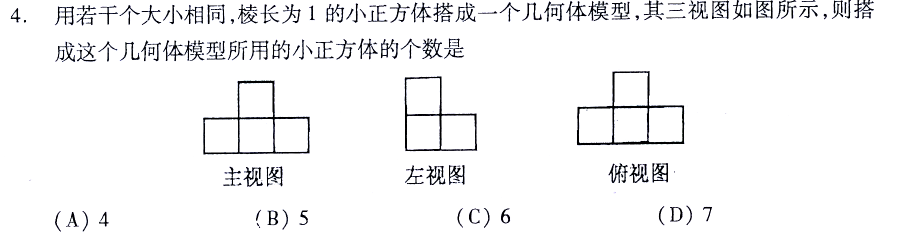 4. 用若干个大小相同,棱长为1的小正方体搭成一个几何体模型,其三视图如图所示,则搭
成这个几何体模型所用的小正方体的个数是
主视图 左视图 俯视图
(A) 4 (B) 5 (C) 6 (D) 7